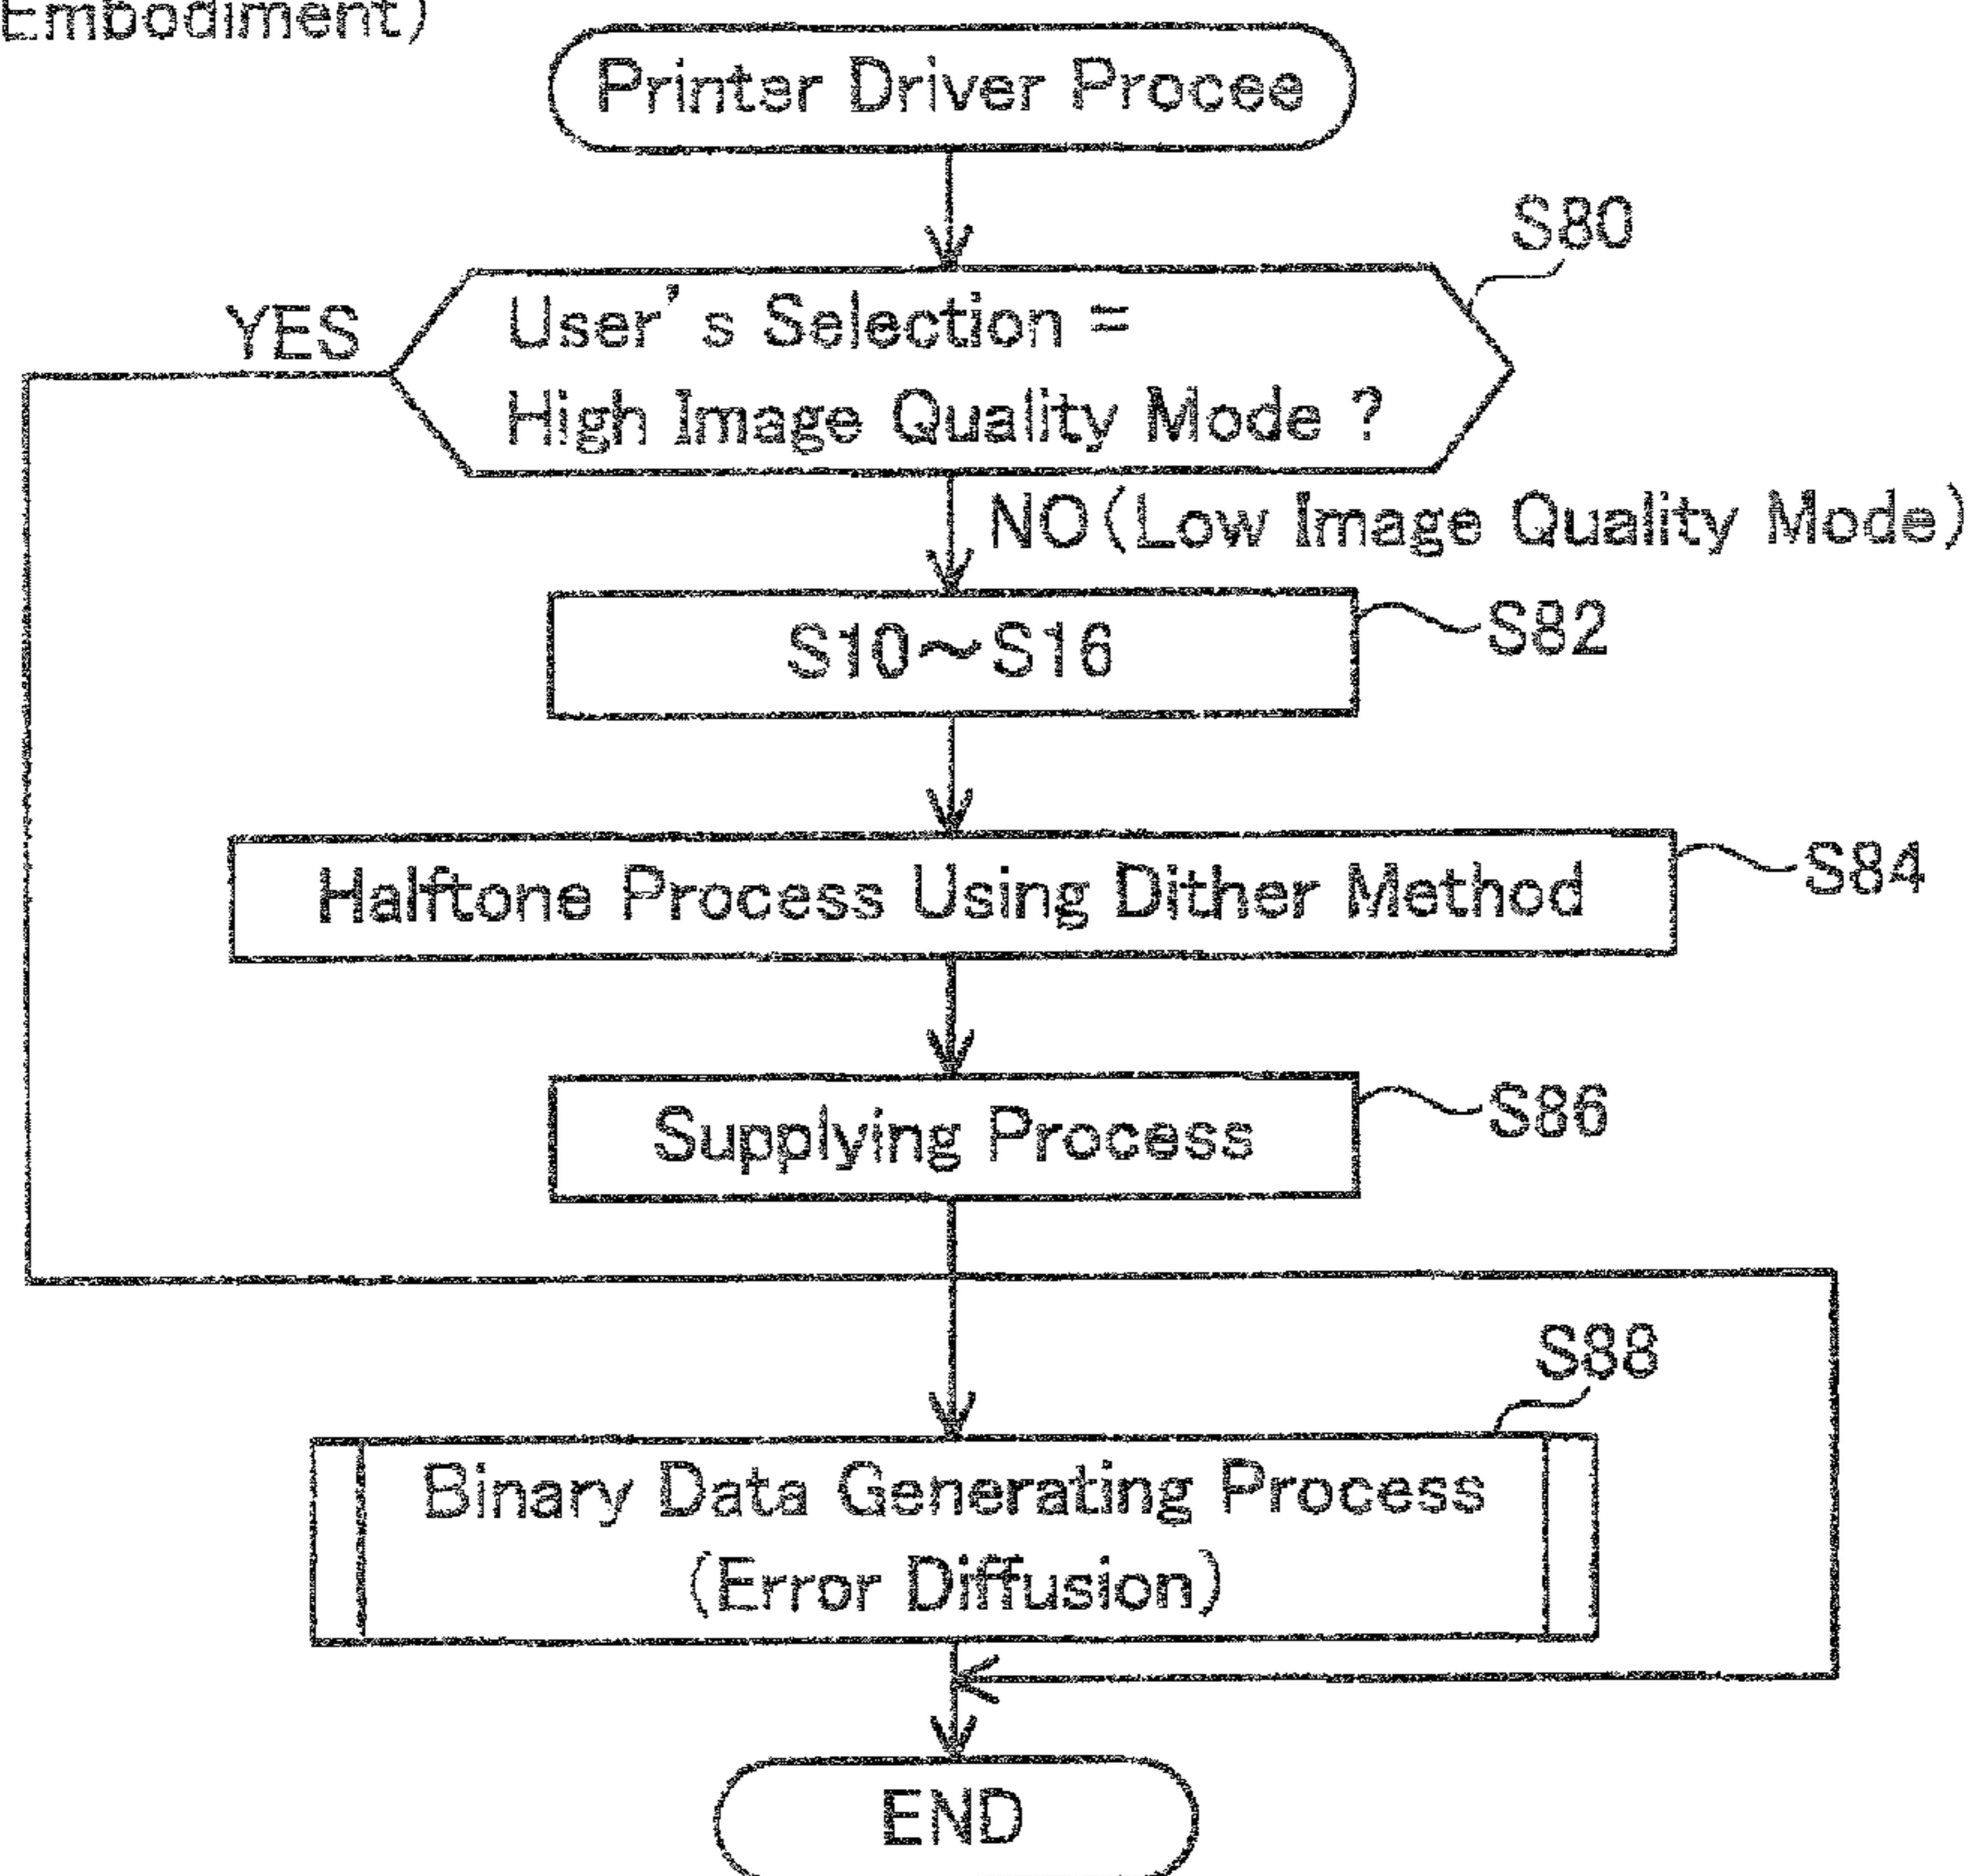 Embodiment)
Printer Driver Procee
S80
YES
User's Selection =
High Image Quality Mode ?
NO(Low Image Quality Mode)
S10～S16
S82
Halftone Process Using Dither Method
S84
Supplying Process
S86
S88
Binary Data Generating Process
(Error Diffusion)
END